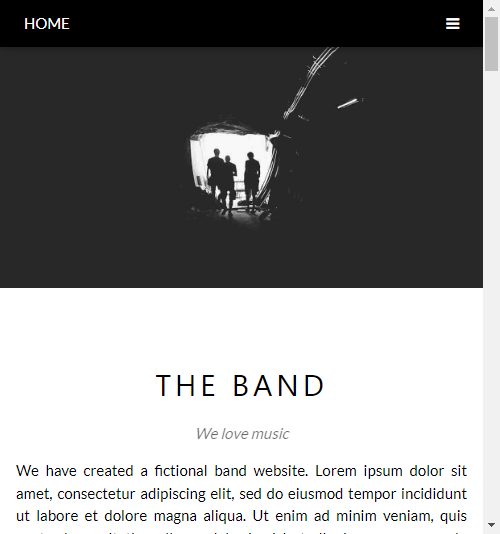 HOME
THE BAND
We love music
We have created a fictional band website. Lorem ipsum dolor sit
amet, consectetur adipiscing elit, sed do eiusmod tempor incididunt
ut labore et dolore magna aliqua. Ut enim ad minim veniam, quis